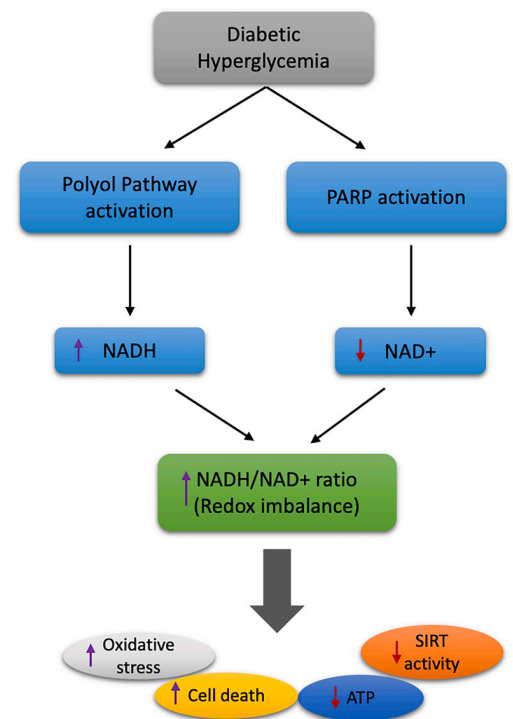 Diabetic
Hyperglycemia
Polyol Pathway
activation
PARP activation
↑ NADH
↓ NAD+
↑ NADH/NAD+ ratio
(Redox imbalance)
↑ Oxidative
stress
↓ SIRT
activity
↑ Cell death
↓ ATP